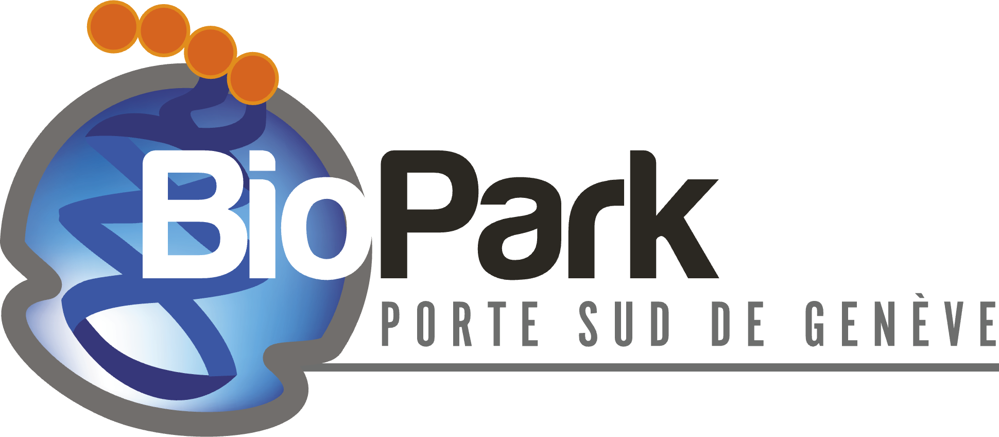 BioPark
PORTE SUD DE GENÈVE